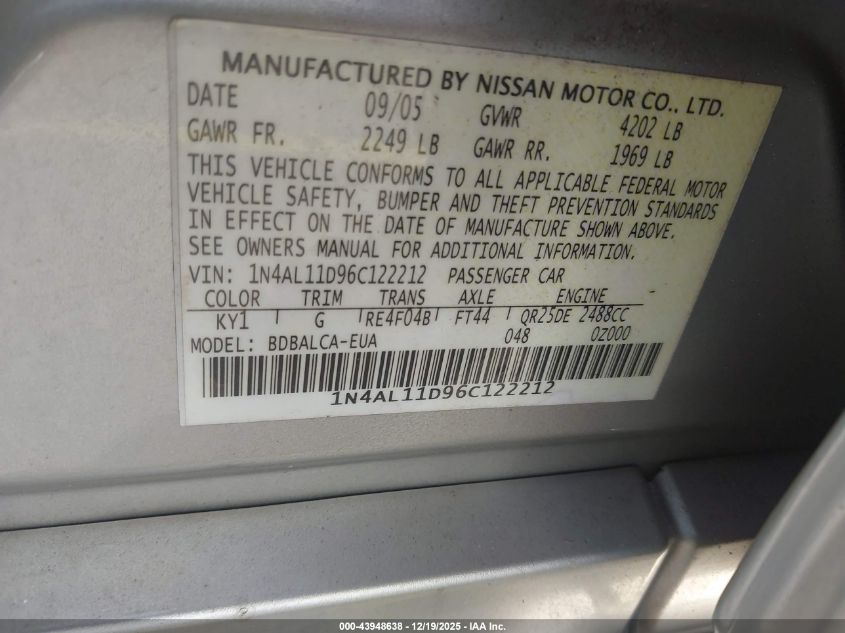 MANUFACTURED BY NISSAN MOTOR CO., LTD.
DATE 09/05 GVWR 4202 LB
GAWR FR. 2249 LB GAWR RR. 1969 LB
THIS VEHICLE CONFORMS TO ALL APPLICABLE FEDERAL MOTOR
VEHICLE SAFETY, BUMPER AND THEFT PREVENTION STANDARDS
IN EFFECT ON THE DATE OF MANUFACTURE SHOWN ABOVE.
SEE OWNERS MANUAL FOR ADDITIONAL INFORMATION.
VIN: 1N4AL11D96C122212 PASSENGER CAR
COLOR TRIM TRANS AXLE ENGINE
KY1 G RE4F04B FT44 QR25DE 2488CC
MODEL: BDBALCA-EUA 048 0Z000
1N4AL11D96C122212
000-43948638 - 12/19/2025 - IAA Inc.